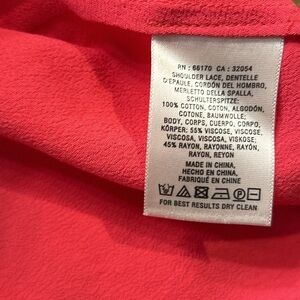 RN : 66170 CA : 32054
SHOULDER LACE, DENTELLE
D'EPAULE, CORDÓN DEL HOMBRO,
MERLETTO DELLA SPALLA,
SCHULTERSPITZE:
100% COTTON, COTON, ALGODÓN,
COTONE, BAUMWOLLE;
BODY, CORPS, CUERPO, CORPO,
KÖRPER: 55% VISCOSE, VISCOSE,
VISCOSA, VISCOSA, VISKOSE;
45% RAYON, RAYONNE, RAYÓN,
RAYON, REYON
MADE IN CHINA,
HECHO EN CHINA,
FABRIQUÉ EN CHINE
P
FOR BEST RESULTS DRY CLEAN